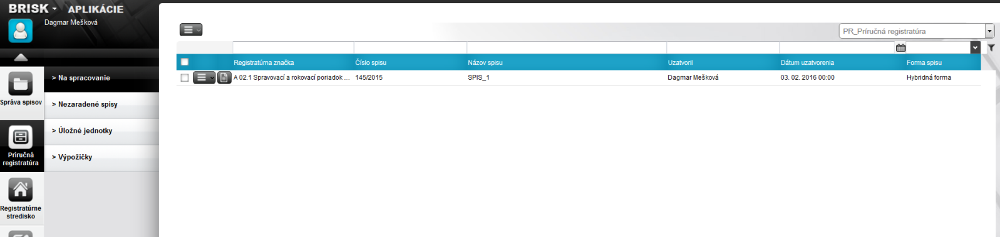 BRISK APLIKÁCIE
Dagmar Mešková
PR_Príručná registratúra
Registratúrna značka Číslo spisu Názov spisu Uzatvoril Dátum uzatvorenia Forma spisu
A 02.1 Spravovací a rokovací poriadok ... 145/2015 SPIS_1 Dagmar Mešková 03. 02. 2016 00:00 Hybridná forma
Správa spisov
Príručná
registratúra
Registratúrne
stredisko
> Na spracovanie
> Nezaradené spisy
> Úložné jednotky
> Výpožičky